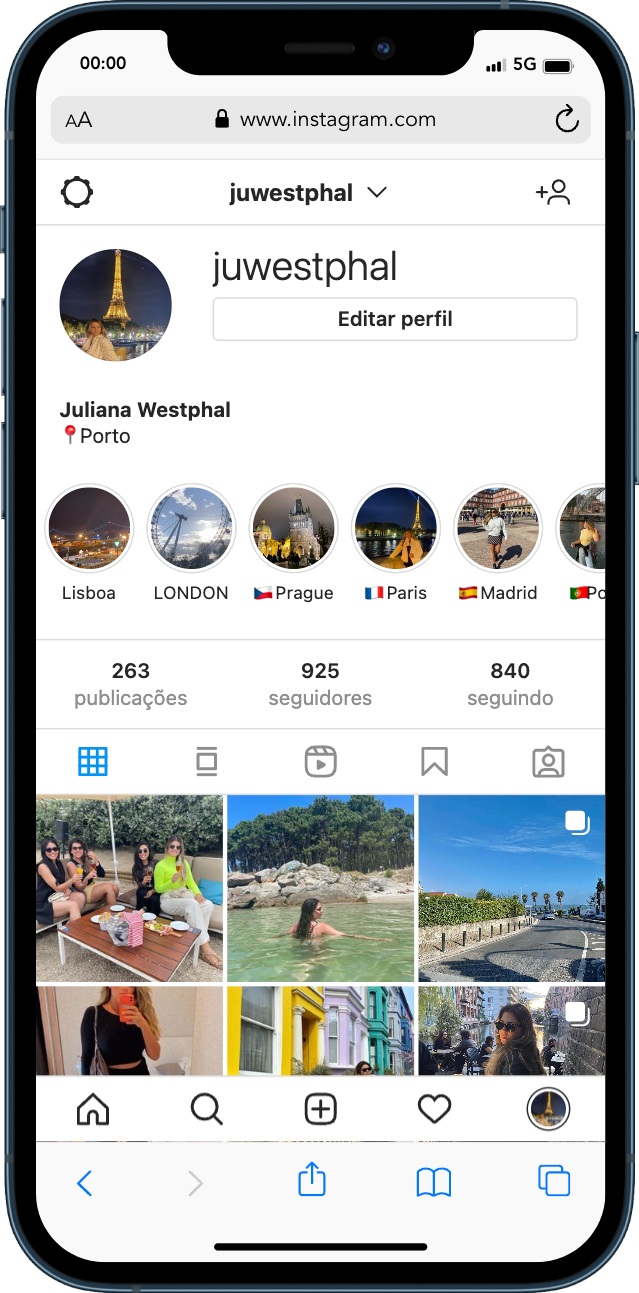 00:00
5G
AA
www.instagram.com
juwestphal
juwestphal
Editar perfil
Juliana Westphal
📍Porto
Lisboa
LONDON
🇨🇿Prague
🇫🇷Paris
🇪🇸Madrid
🇵🇹Po
263
925
840
publicações
seguidores
seguindo